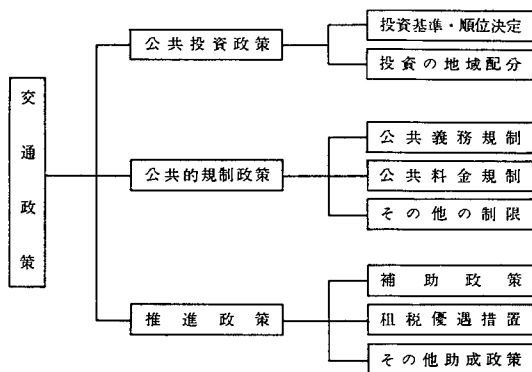 交通政策
公共投資政策
投資基準・順位決定
投資の地域配分
公共的規制政策
公共義務規制
公共料金規制
その他の制限
推進政策
補助政策
租税優遇措置
その他助成政策